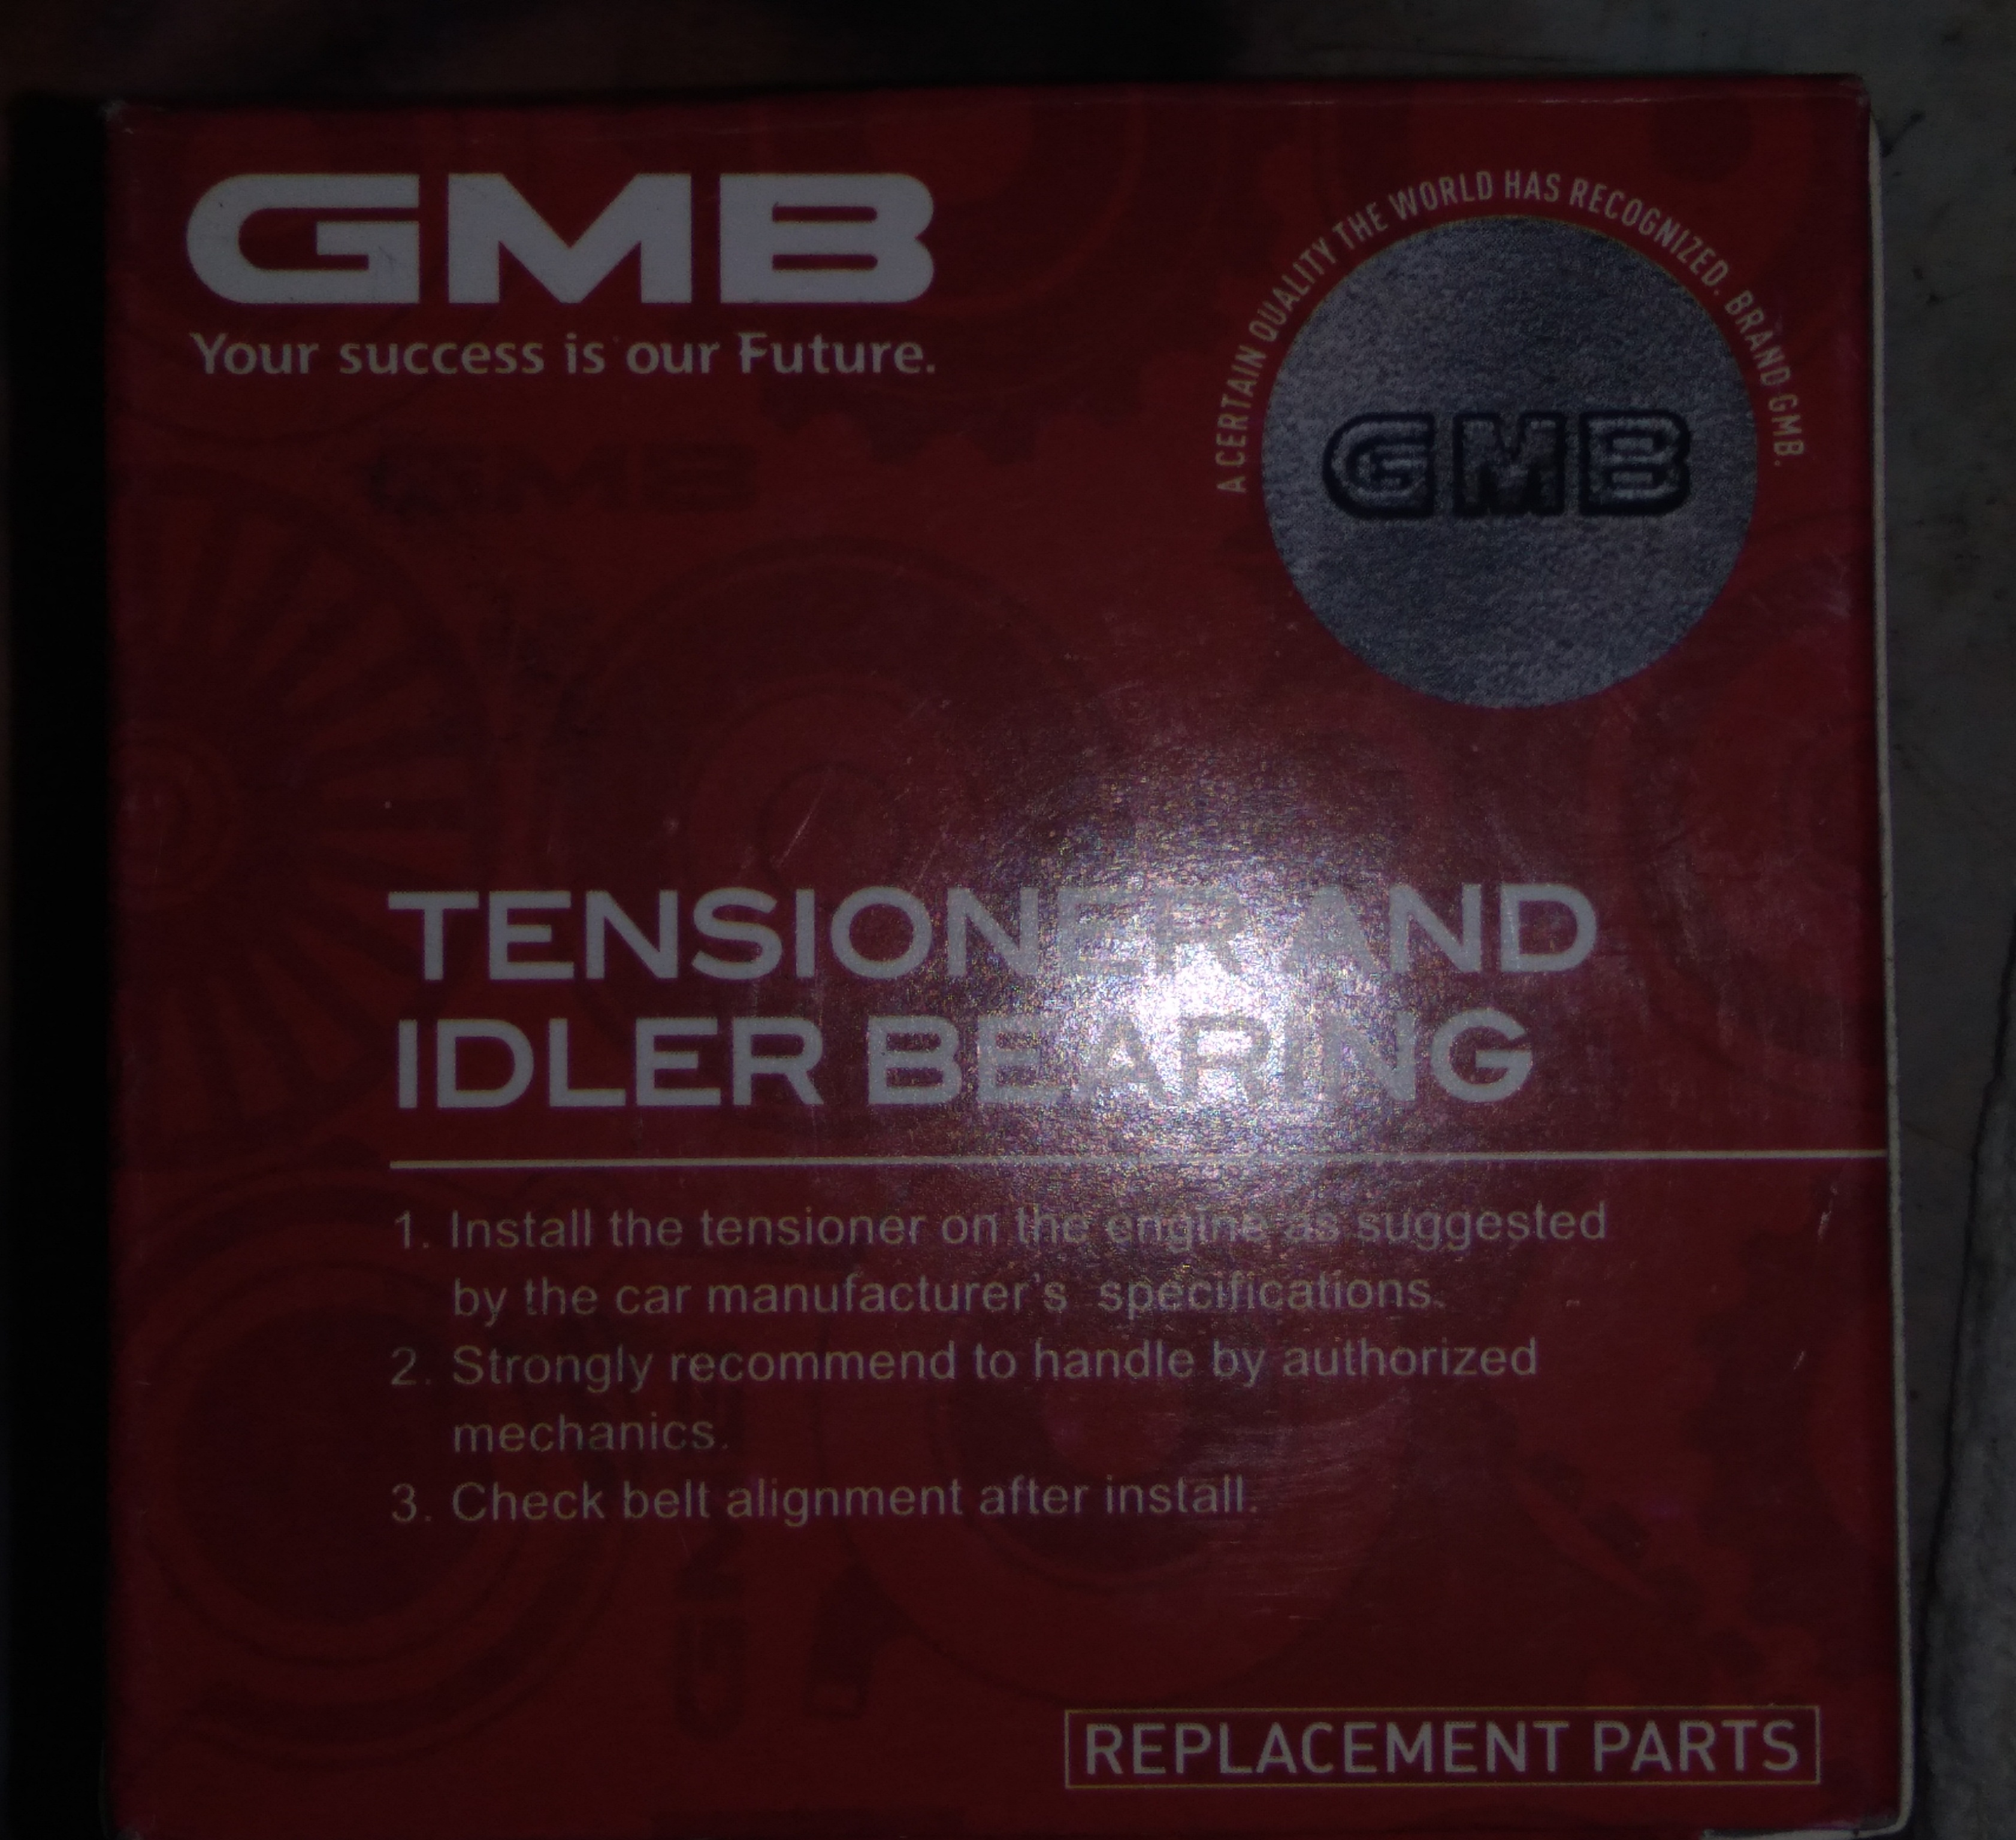 GMB
Your success is our Future.
A CERTAIN QUALITY THE WORLD HAS RECOGNIZED. BRAND GMB.
GMB
GMB
TENSIONER AND
IDLER BEARING
1. Install the tensioner on the engine as suggested
by the car manufacturer's specifications.
2. Strongly recommend to handle by authorized
mechanics.
3. Check belt alignment after install.
REPLACEMENT PARTS